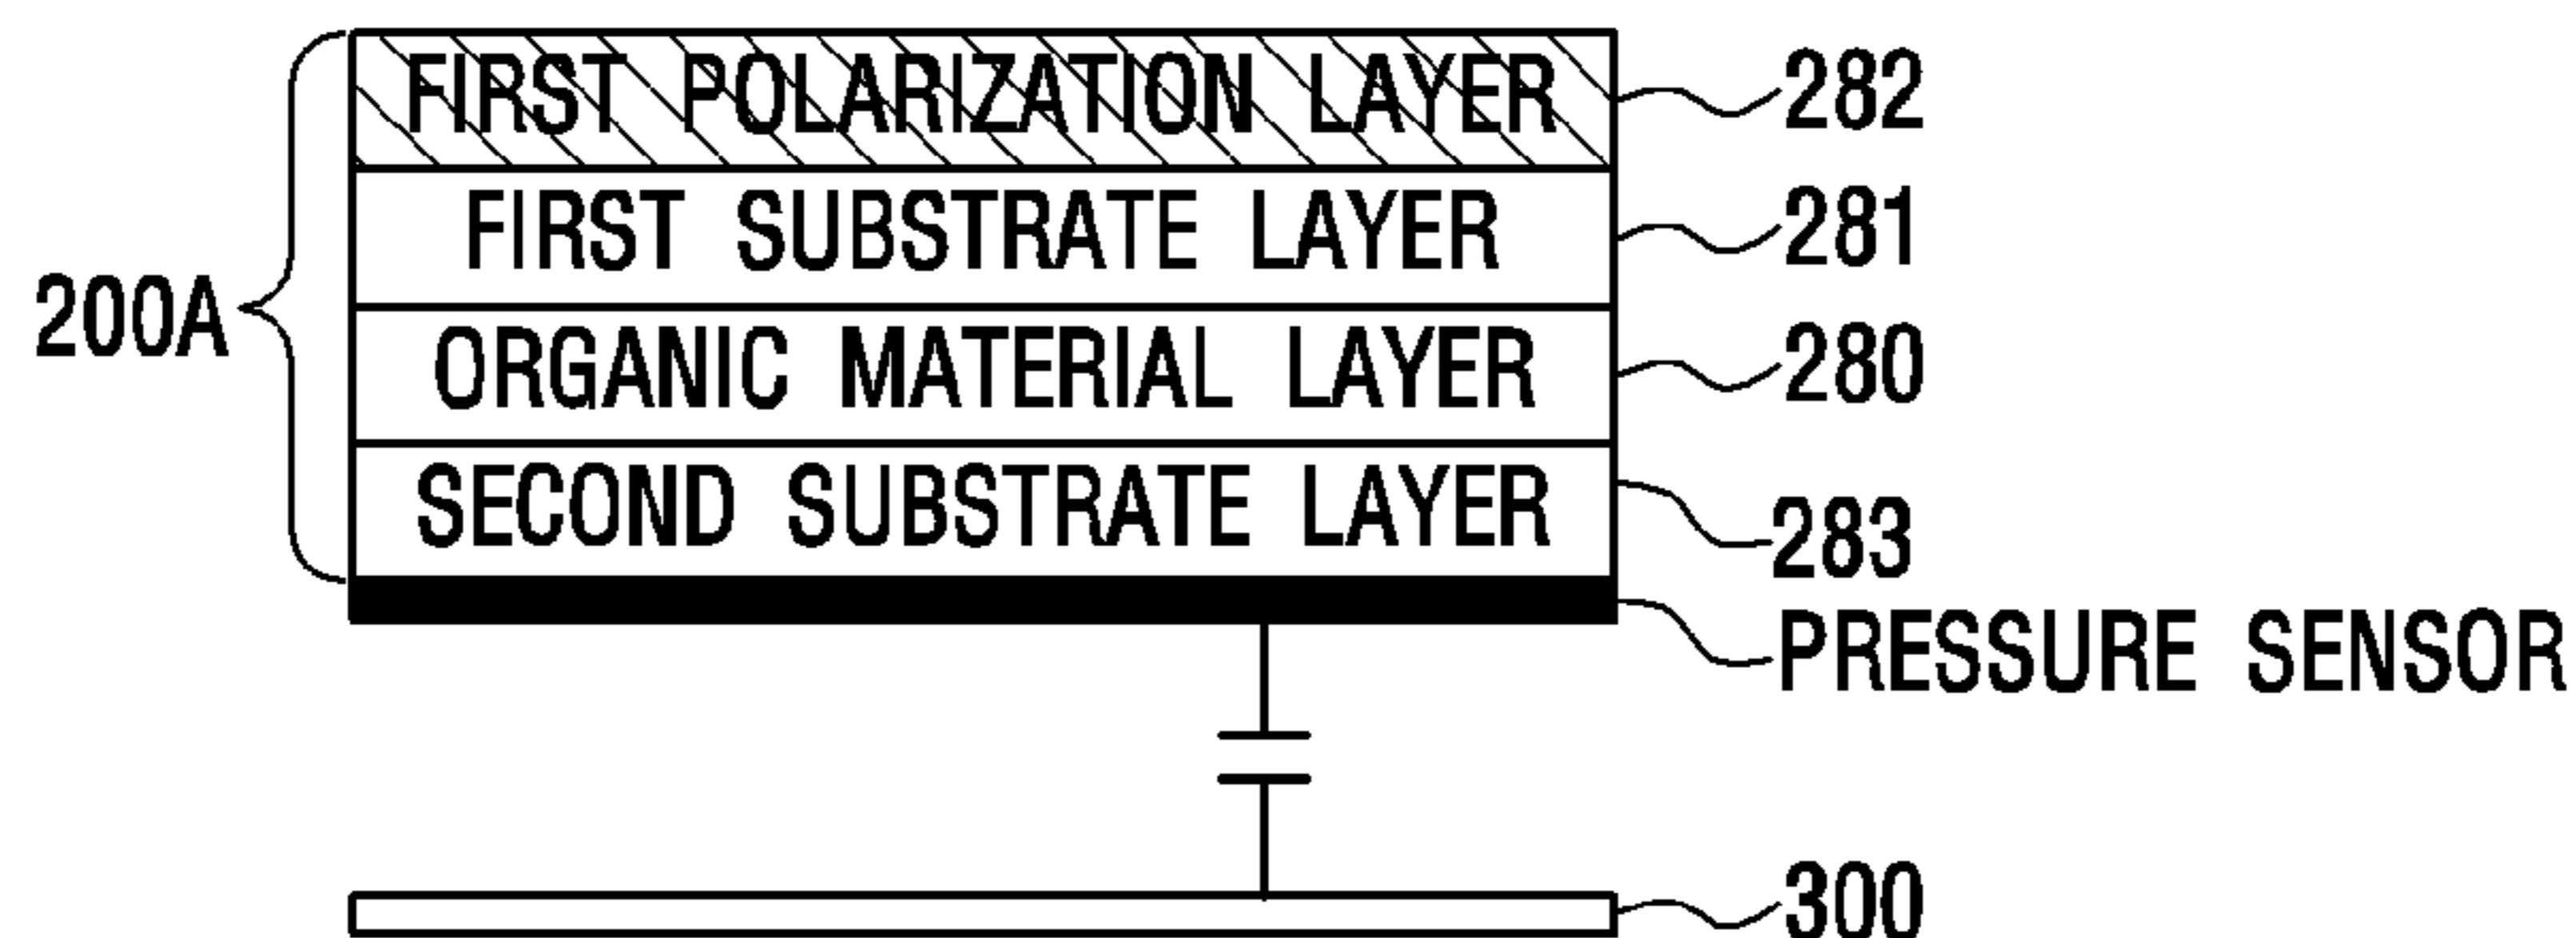 FIRST POLARIZATION LAYER 282
FIRST SUBSTRATE LAYER 281
200A
ORGANIC MATERIAL LAYER 280
SECOND SUBSTRATE LAYER 283
PRESSURE SENSOR
300